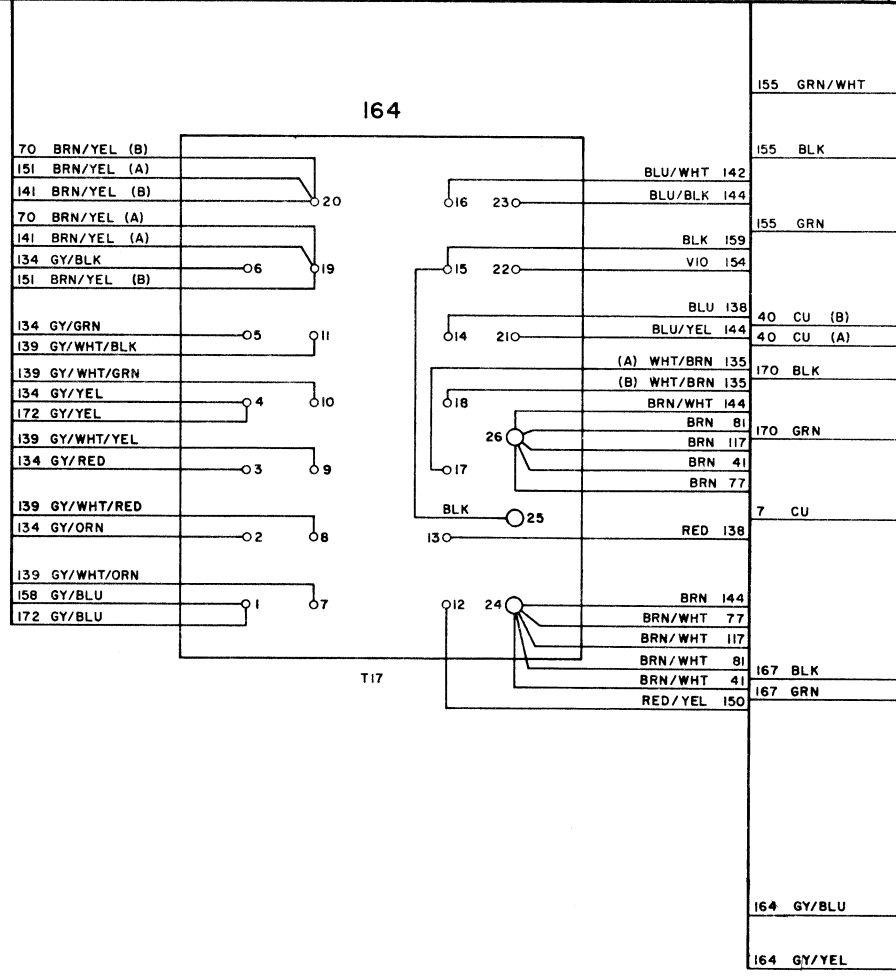 164
70 BRN/YEL (B)
151 BRN/YEL (A)
141 BRN/YEL (B)
70 BRN/YEL (A)
141 BRN/YEL (A)
134 GY/BLK
151 BRN/YEL (B)
134 GY/GRN
139 GY/WHT/BLK
139 GY/WHT/GRN
134 GY/YEL
172 GY/YEL
139 GY/WHT/YEL
134 GY/RED
139 GY/WHT/RED
134 GY/ORN
139 GY/WHT/ORN
158 GY/BLU
172 GY/BLU
20
6
19
5
11
4
10
3
9
2
8
1
7
16
23
15
22
14
21
18
26
17
BLK
25
13
12
24
T17
BLU/WHT 142
BLU/BLK 144
BLK 159
VIO 154
BLU 138
BLU/YEL 144
(A) WHT/BRN 135
(B) WHT/BRN 135
BRN/WHT 144
BRN 81
BRN 117
BRN 41
BRN 77
RED 138
BRN 144
BRN/WHT 77
BRN/WHT 117
BRN/WHT 81
BRN/WHT 41
RED/YEL 150
155 GRN/WHT
155 BLK
155 GRN
40 CU (B)
40 CU (A)
170 BLK
170 GRN
7 CU
167 BLK
167 GRN
164 GY/BLU
164 GY/YEL